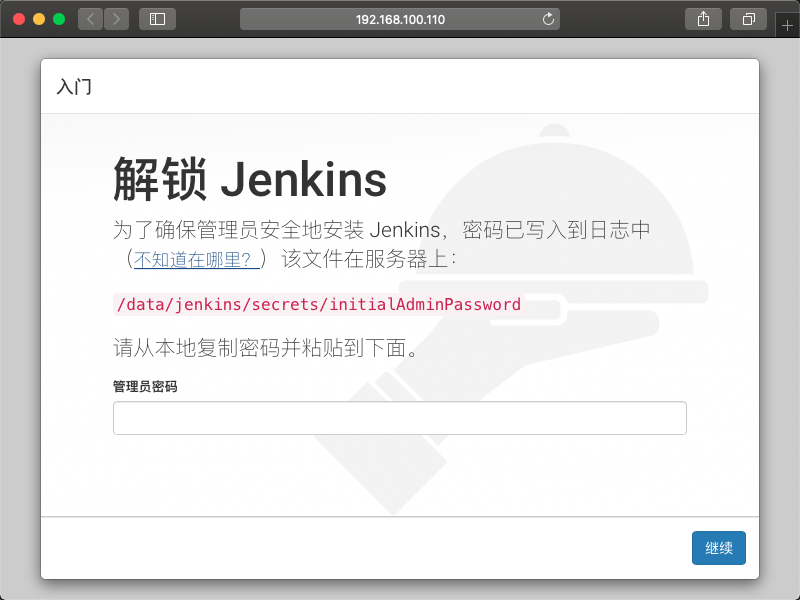 192.168.100.110
入门
解锁 Jenkins
为了确保管理员安全地安装 Jenkins，密码已写入到日志中
（不知道在哪里？）该文件在服务器上：
/data/jenkins/secrets/initialAdminPassword
请从本地复制密码并粘贴到下面。
管理员密码
继续